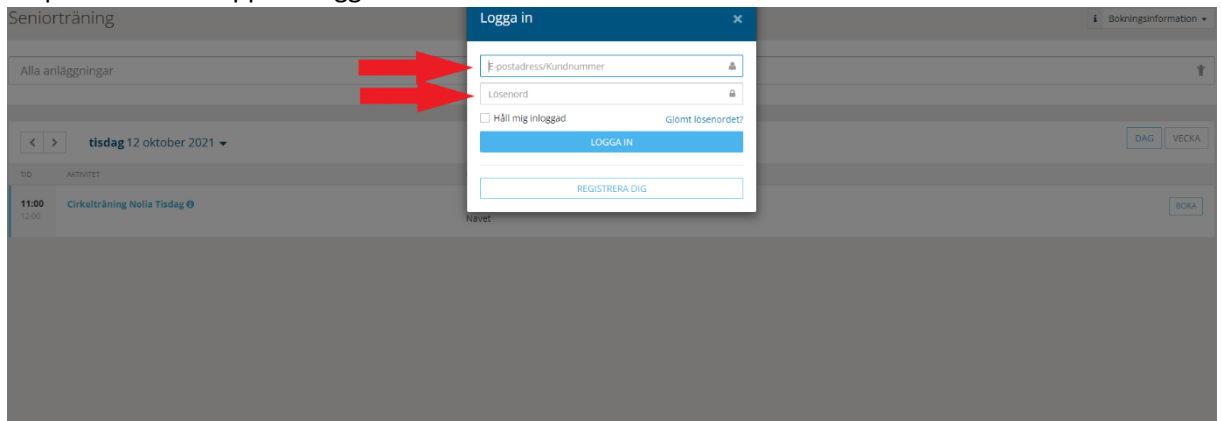 Seniorträning
Logga in
Bokningsinformation
Alla anläggningar
E-postadress/Kundnummer
Lösenord
Håll mig inloggad
Glömt lösenordet?
LOGGA IN
REGISTRERA DIG
tisdag 12 oktober 2021
DAG VECKA
TID AKTIVITET
11:00 Cirkelträning Nolia Tisdag
12:00
Navet
BOKA